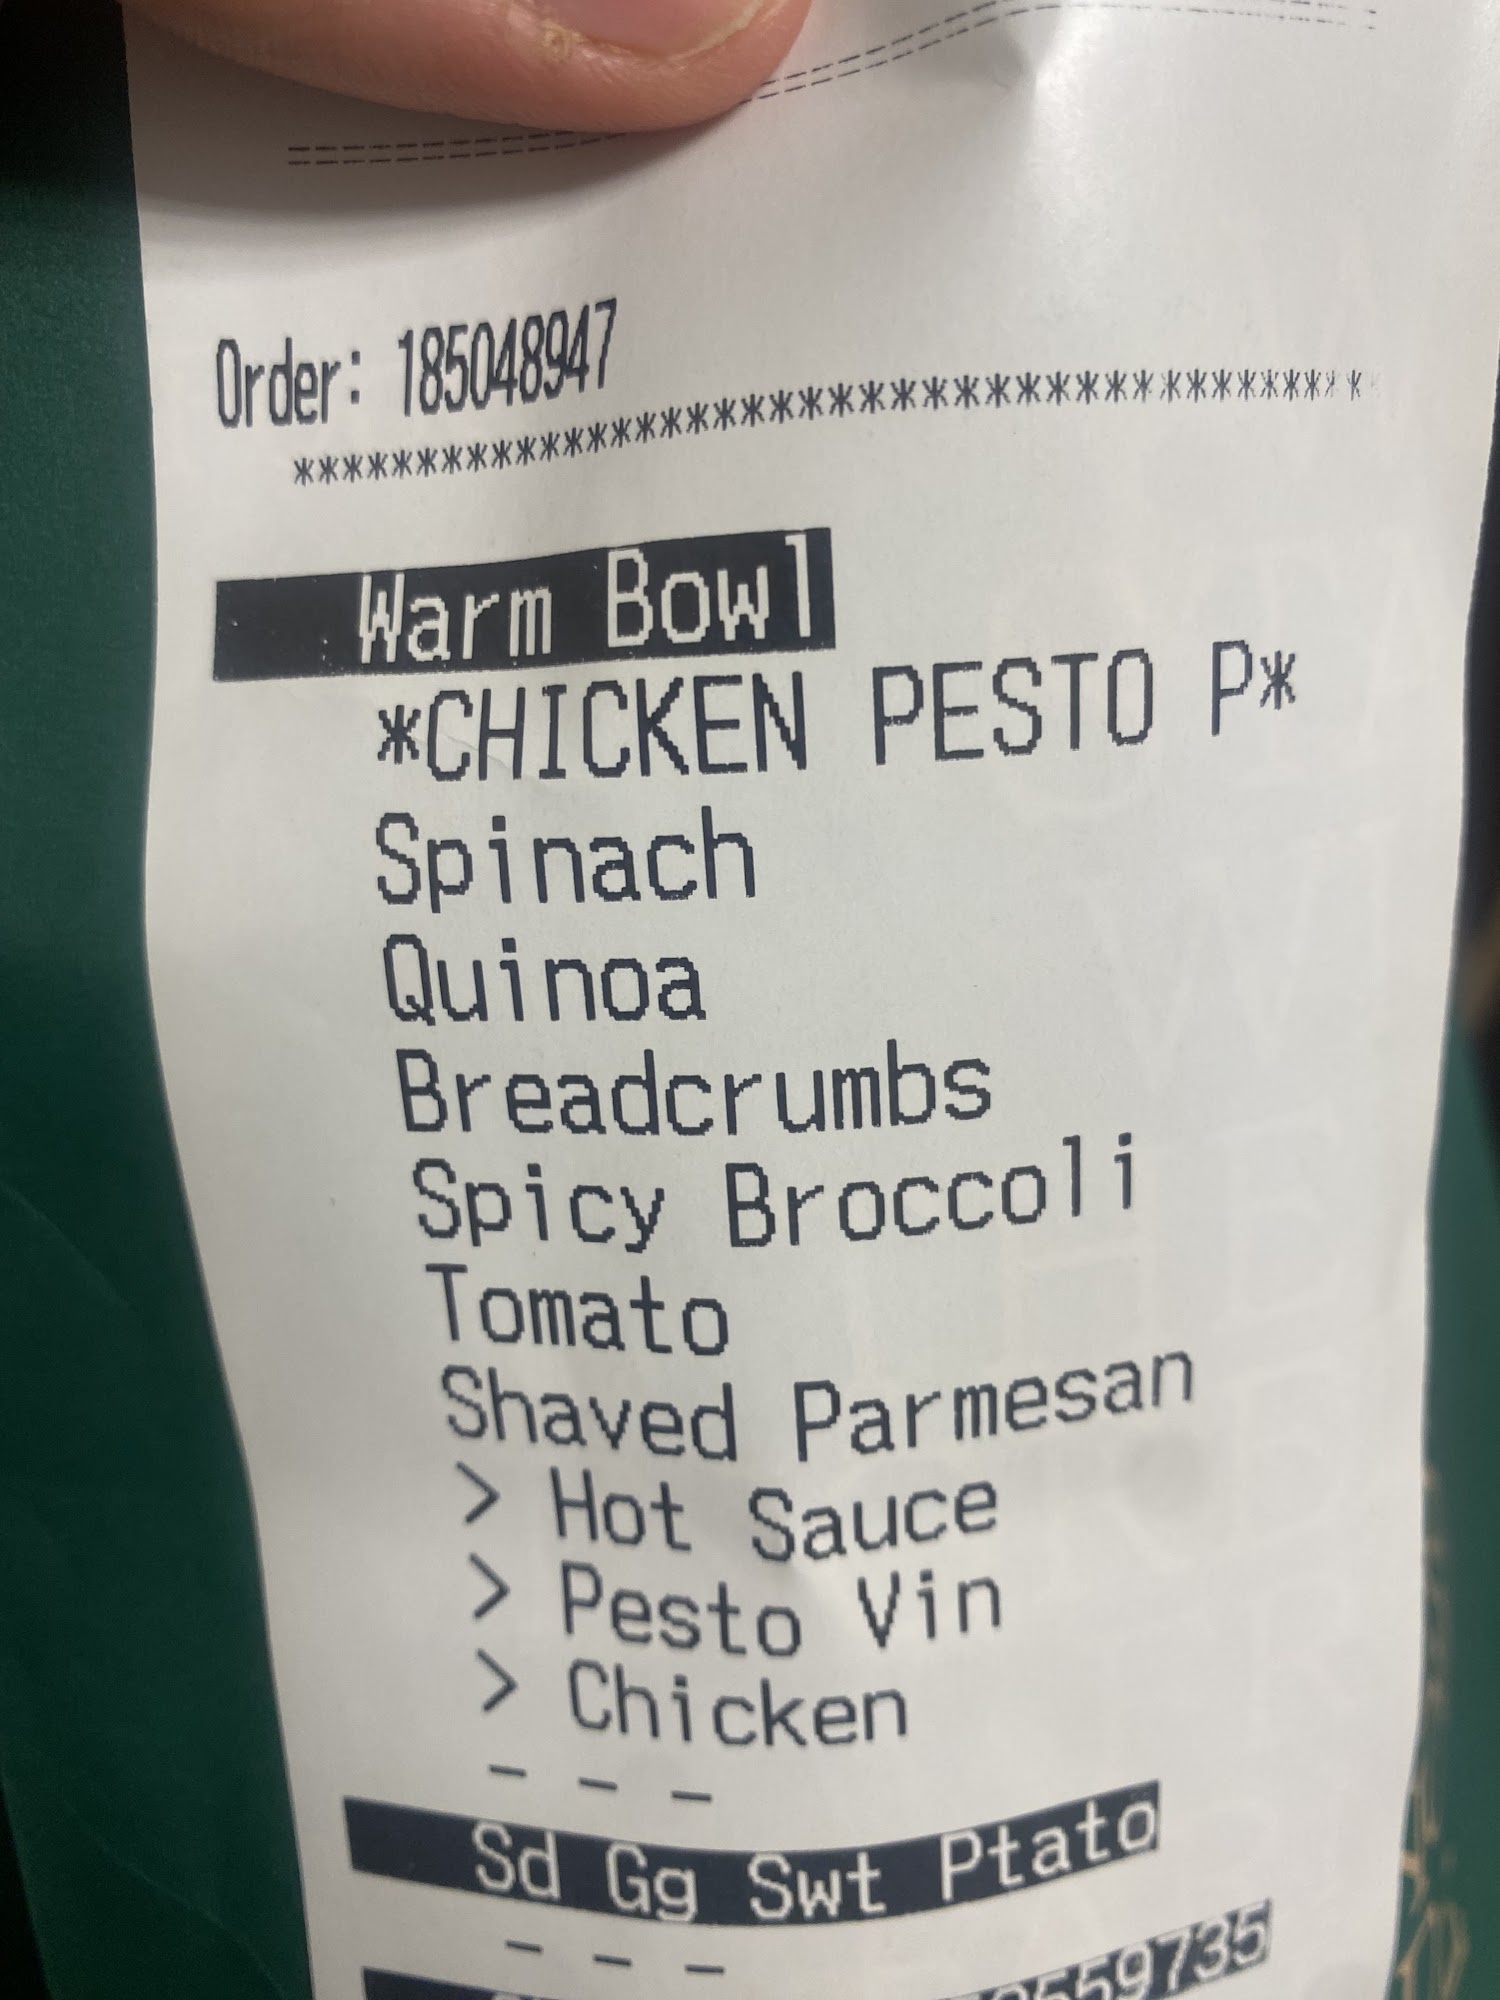 Order: 185048947
******************************************
Warm Bowl
*CHICKEN PESTO P*
Spinach
Quinoa
Breadcrumbs
Spicy Broccoli
Tomato
Shaved Parmesan
> Hot Sauce
> Pesto Vin
> Chicken
- - -
Sd Gg Swt Ptato
- - -